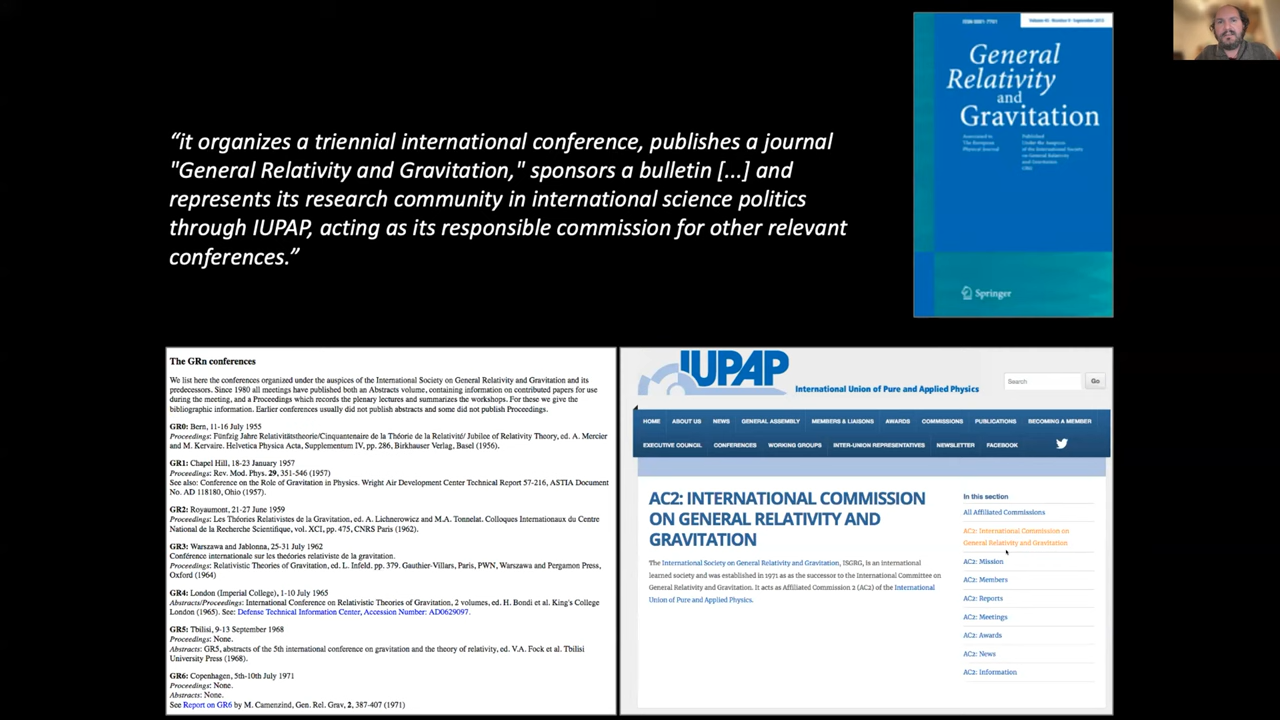 “it organizes a triennial international conference, publishes a journal
"General Relativity and Gravitation," sponsors a bulletin [...] and
represents its research community in international science politics
through IUPAP, acting as its responsible commission for other relevant
conferences.”
General
Relativity
and
Gravitation
Springer
The GRn conferences
We list here the conferences organized under the auspices of the International Society on General Relativity and Gravitation and its
predecessors. Since 1980 all meetings have published both an Abstracts volume, containing information on contributed papers for use
during the meeting, and a Proceedings which records the plenary lectures and summarizes the workshops. For these we give the
bibliographic information. Earlier conferences usually did not publish abstracts and some did not publish Proceedings.
GR0: Bern, 11-16 July 1955
Proceedings: Fünfzig Jahre Relativitätstheorie/Cinquantenaire de la Théorie de la Relativité/ Jubilee of Relativity Theory, ed. A. Mercier
and M. Kervaire. Helvetica Physica Acta, Supplementum IV, pp. 286, Birkhauser Verlag, Basel (1956).
GR1: Chapel Hill, 18-23 January 1957
Proceedings: Rev. Mod. Phys. 29, 351-546 (1957)
See also: Conference on the Role of Gravitation in Physics. Wright Air Development Center Technical Report 57-216, ASTIA Document
No. AD 118180, Ohio (1957).
GR2: Royaumont, 21-27 June 1959
Proceedings: Les Théories Relativistes de la Gravitation, ed. A. Lichnerowicz and M.A. Tonnelat. Colloques Internationaux du Centre
National de la Recherche Scientifique, vol. XCI, pp. 475, CNRS Paris (1962).
GR3: Warszawa and Jablonna, 25-31 July 1962
Conférence internationale sur les theóries relativiste de la gravitation.
Proceedings: Relativistic Theories of Gravitation, ed. L. Infeld. pp. 379. Gauthier-Villars, Paris, PWN, Warszawa and Pergamon Press,
Oxford (1964)
GR4: London (Imperial College), 1-10 July 1965
Abstracts/Proceedings: International Conference on Relativistic Theories of Gravitation, 2 volumes, ed. H. Bondi et al. King's College
London (1965). See: Defense Technical Information Center, Accession Number: AD0629097.
GR5: Tbilisi, 9-13 September 1968
Proceedings: None.
Abstracts: GR5, abstracts of the 5th international conference on gravitation and the theory of relativity, ed. V.A. Fock et al. Tbilisi
University Press (1968).
GR6: Copenhagen, 5th-10th July 1971
Proceedings: None.
Abstracts: None.
See Report on GR6 by M. Camenzind, Gen. Rel. Grav, 2, 387-407 (1971)
IUPAP
International Union of Pure and Applied Physics
Search
Go
HOME ABOUT US NEWS GENERAL ASSEMBLY MEMBERS & LIAISONS AWARDS COMMISSIONS PUBLICATIONS BECOMING A MEMBER
EXECUTIVE COUNCIL CONFERENCES WORKING GROUPS INTER-UNION REPRESENTATIVES NEWSLETTER FACEBOOK
AC2: INTERNATIONAL COMMISSION
ON GENERAL RELATIVITY AND
GRAVITATION
The International Society on General Relativity and Gravitation, ISGRG, is an international
learned society and was established in 1971 as as the successor to the International Committee on
General Relativity and Gravitation. It acts as Affiliated Commission 2 (AC2) of the International
Union of Pure and Applied Physics.
In this section
All Affiliated Commissions
AC2: International Commission on
General Relativity and Gravitation
AC2: Mission
AC2: Members
AC2: Reports
AC2: Meetings
AC2: Awards
AC2: News
AC2: Information